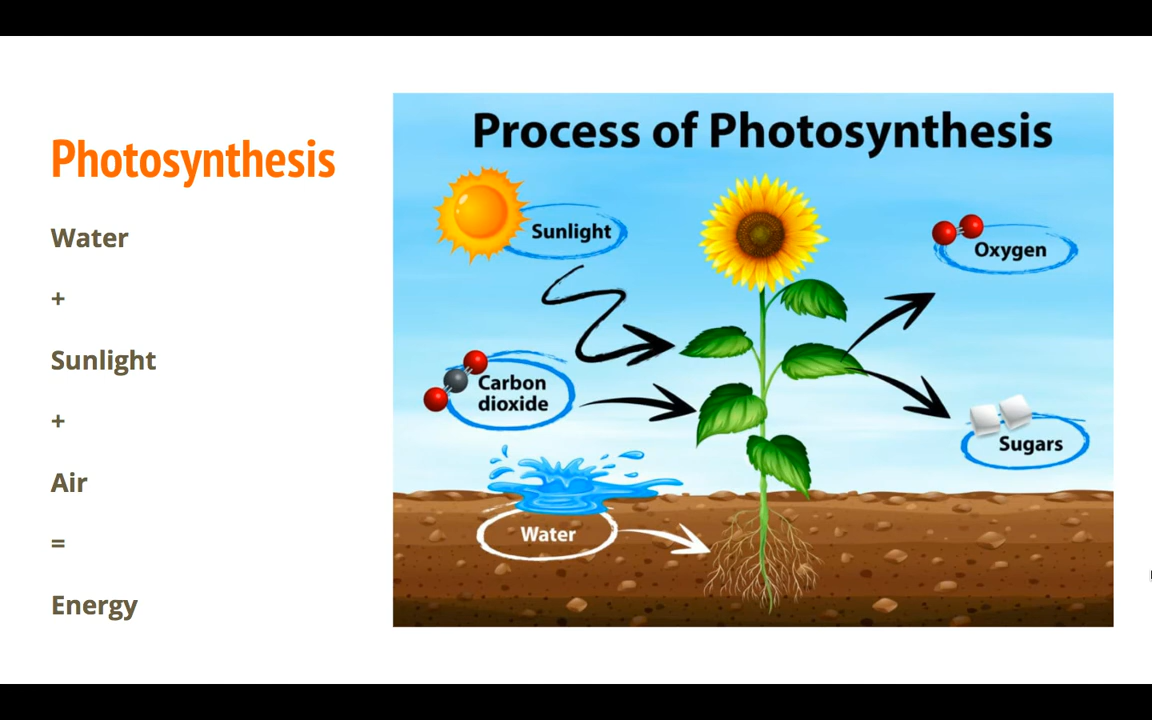 Photosynthesis
Water
+
Sunlight
+
Air
=
Energy
Process of Photosynthesis
Sunlight
Oxygen
Carbon
dioxide
Sugars
Water